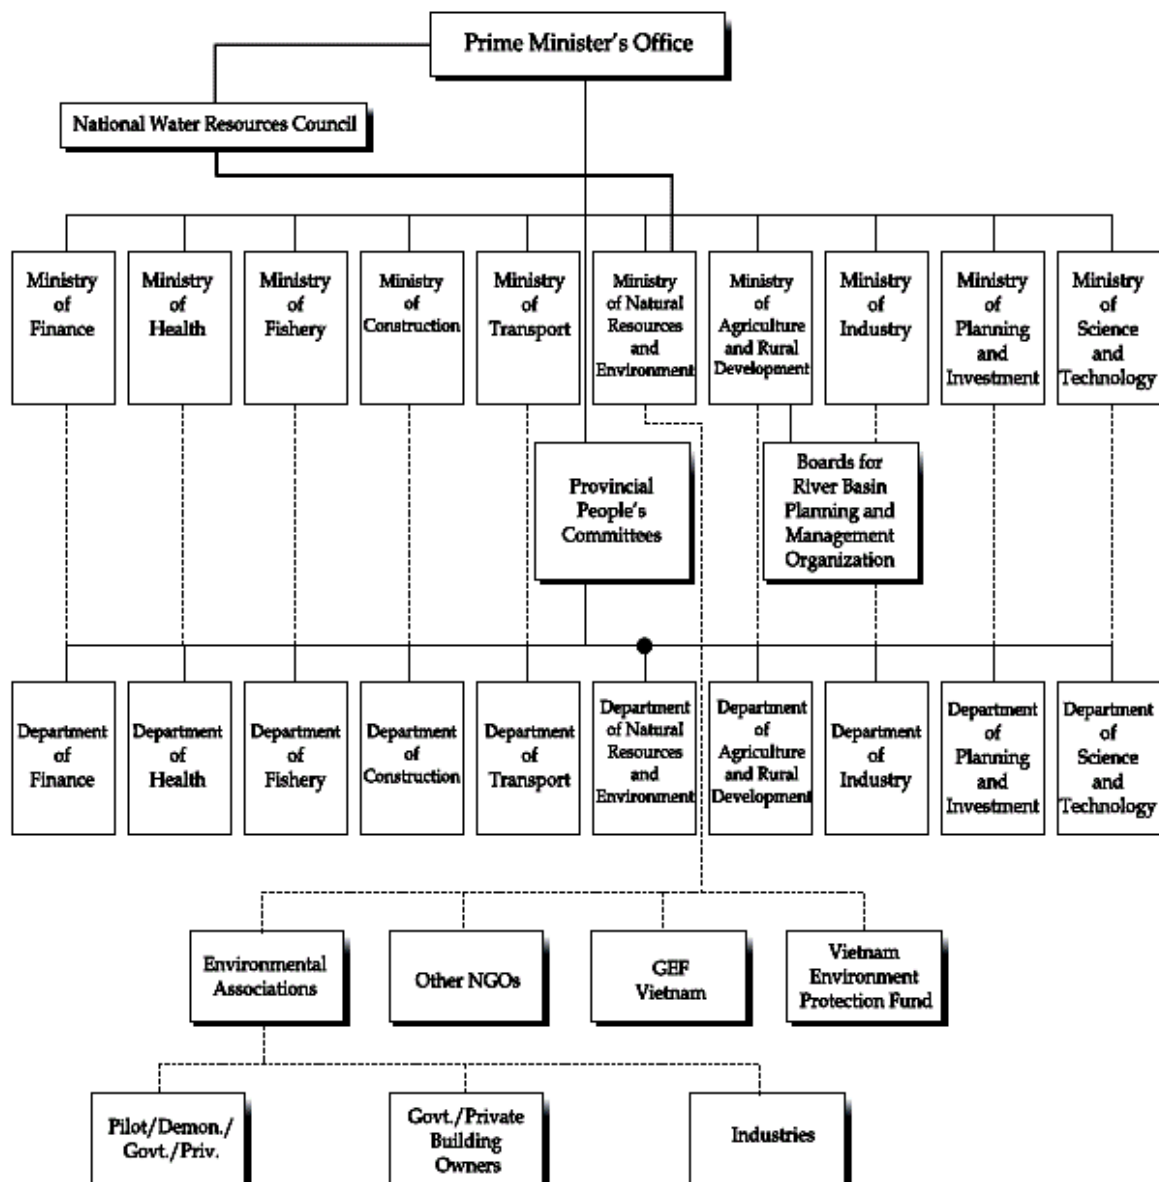 Prime Minister's Office
National Water Resources Council
Ministry
of
Finance
Ministry
of
Health
Ministry
of
Fishery
Ministry
of
Construction
Ministry
of
Transport
Ministry
of Natural
Resources
and
Environment
Ministry
of
Agriculture
and Rural
Development
Ministry
of
Industry
Ministry
of
Planning
and
Investment
Ministry
of
Science
and
Technology
Provincial
People's
Committees
Boards for
River Basin
Planning and
Management
Organization
Department
of
Finance
Department
of
Health
Department
of
Fishery
Department
of
Construction
Department
of
Transport
Department
of Natural
Resources
and
Environment
Department
of
Agriculture
and Rural
Development
Department
of
Industry
Department
of
Planning
and
Investment
Department
of
Science
and
Technology
Environmental
Associations
Other NGOs
GEF
Vietnam
Vietnam
Environment
Protection Fund
Pilot/Demon./
Govt./Priv.
Govt./Private
Building
Owners
Industries